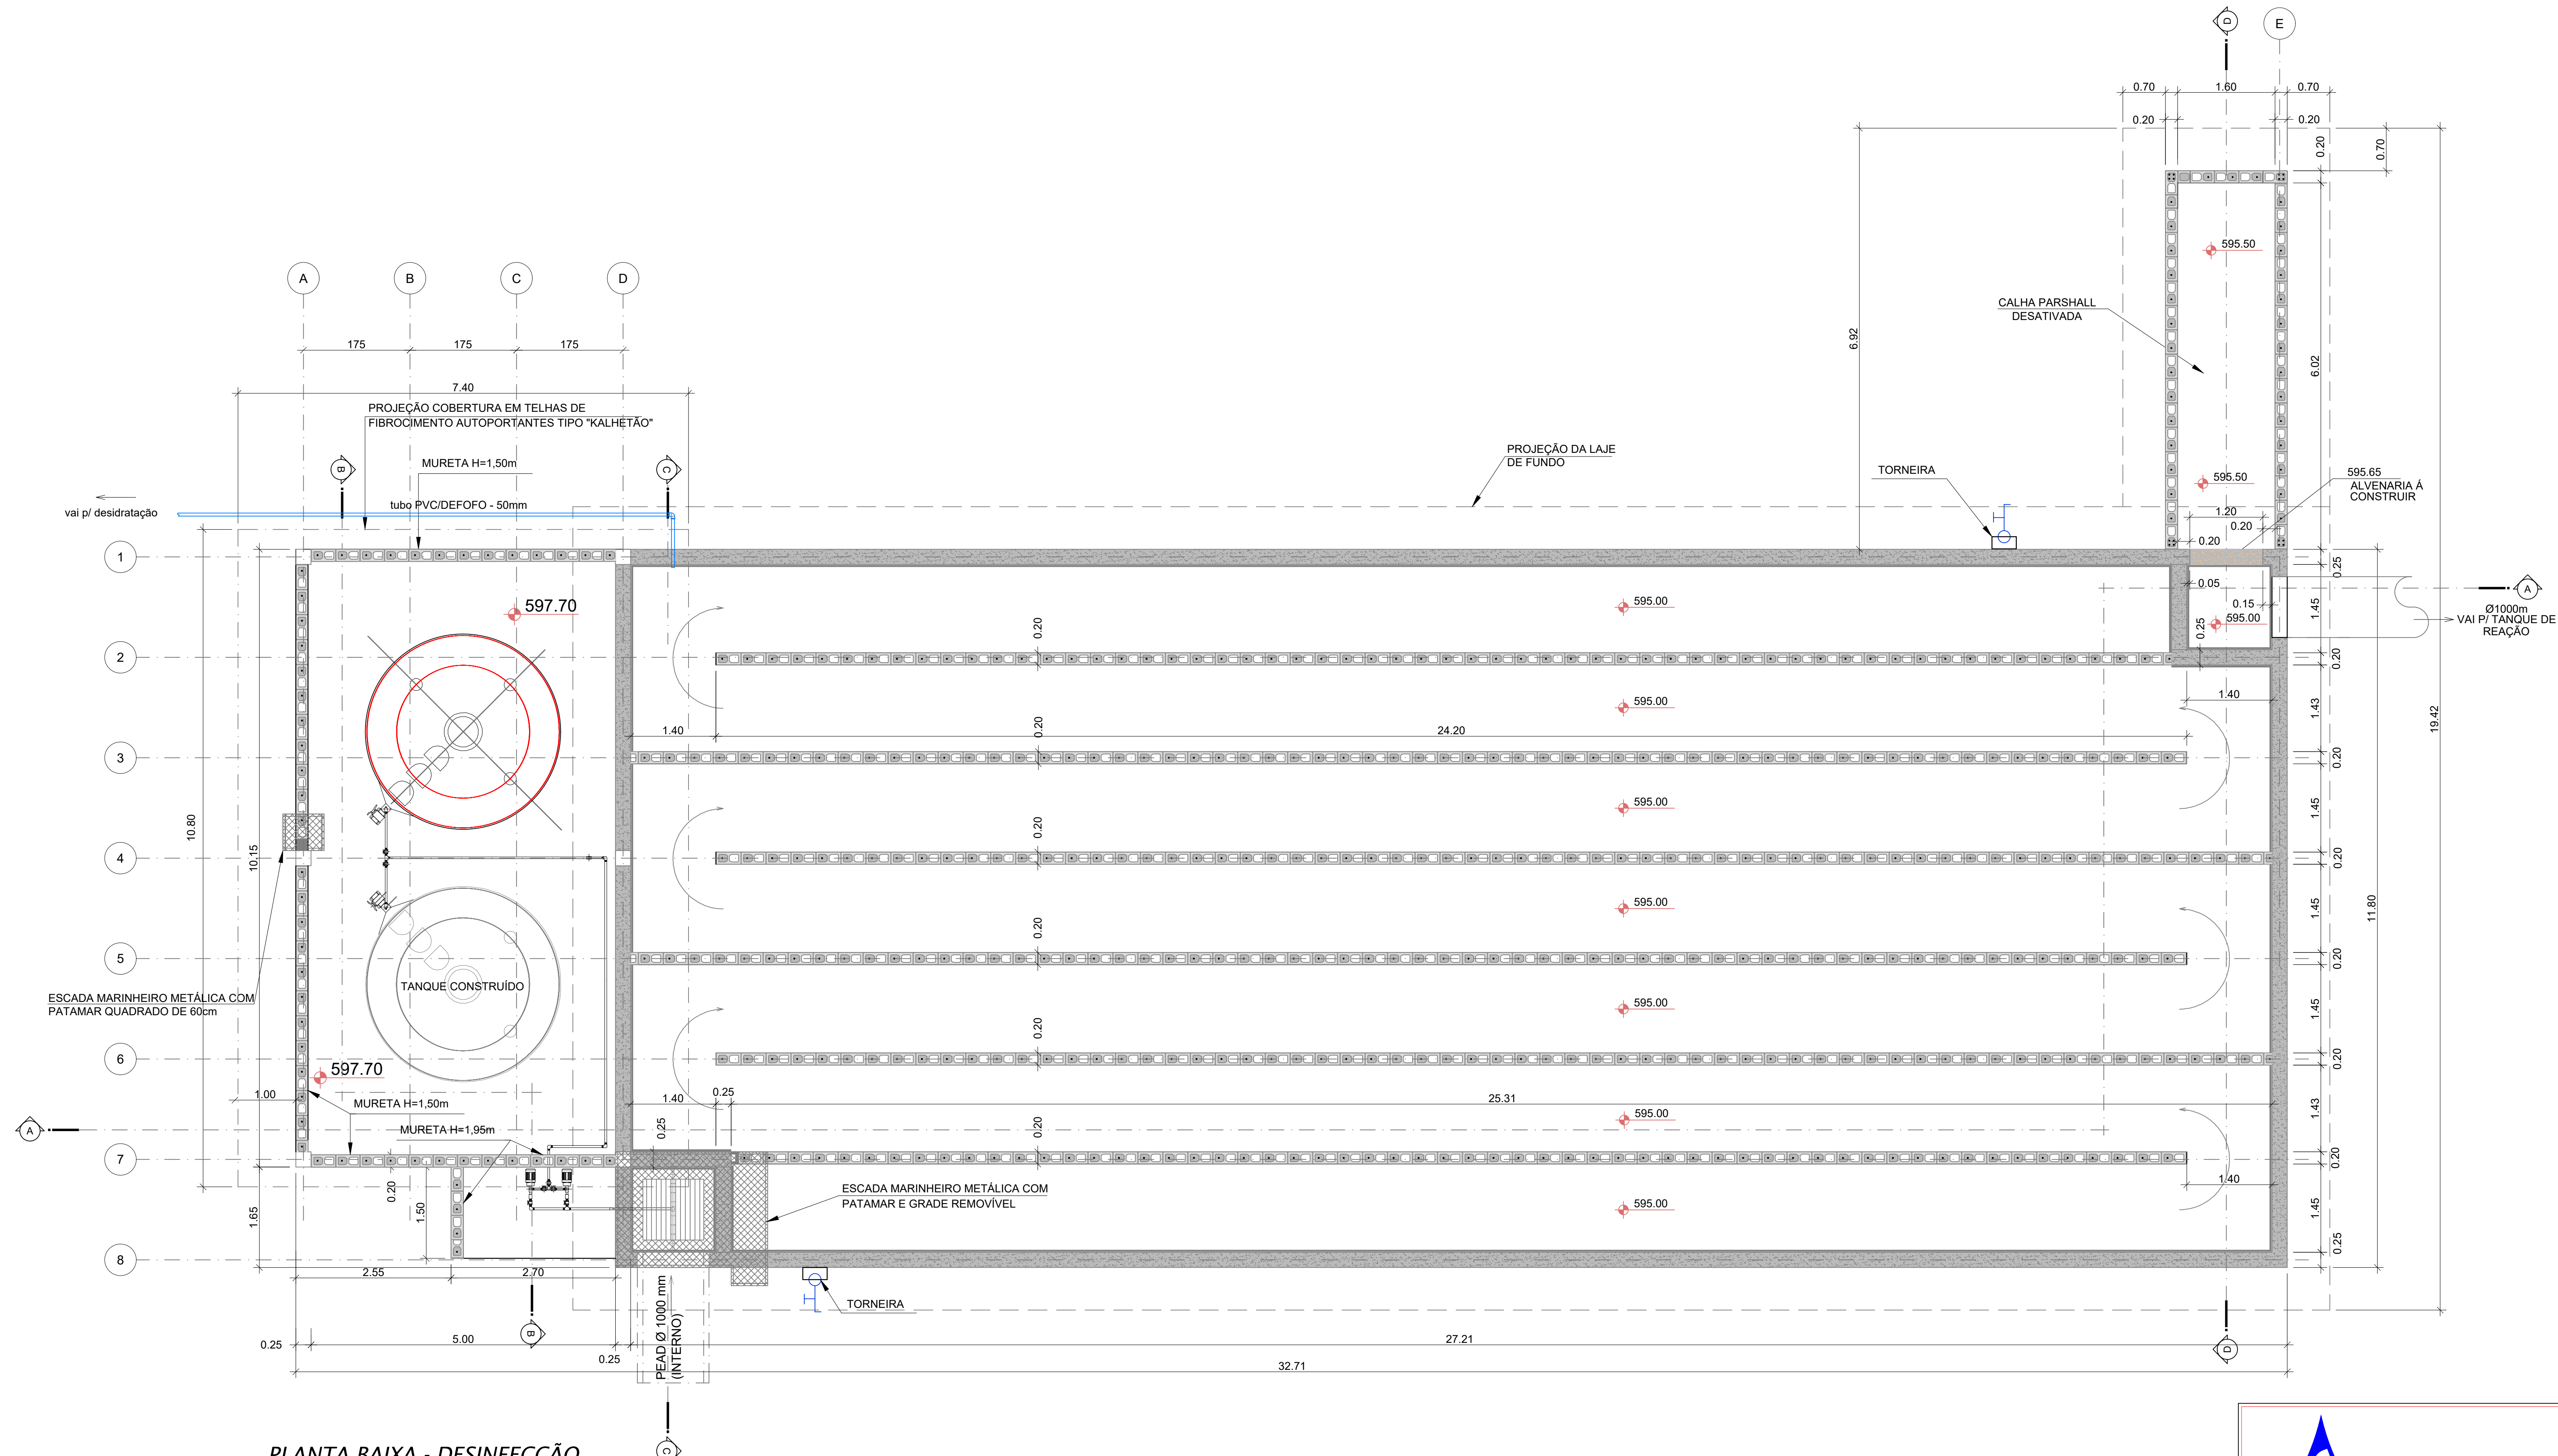 D
E
0.70
1.60
0.70
0.20
0.20
0.20
0.70
595.50
A
B
C
D
CALHA PARSHALL
DESATIVADA
6.92
175
175
175
6.02
7.40
PROJEÇÃO COBERTURA EM TELHAS DE
FIBROCIMENTO AUTOPORTANTES TIPO "KALHETÃO"
PROJEÇÃO DA LAJE
DE FUNDO
MURETA H=1,50m
B
C
TORNEIRA
595.50
595.65
ALVENARIA Á
CONSTRUIR
vai p/ desidratação
tubo PVC/DEFOFO - 50mm
1.20
0.20
0.20
1
0.25
0.05
A
597.70
595.00
0.15
595.00
1.45
Ø1000m
VAI P/ TANQUE DE
REAÇÃO
0.20
0.25
2
0.20
1.40
595.00
1.43
19.42
0.20
1.40
24.20
3
0.20
10.80
595.00
1.45
0.20
10.15
4
0.20
595.00
1.45
11.80
0.20
5
0.20
TANQUE CONSTRUÍDO
ESCADA MARINHEIRO METÁLICA COM
PATAMAR QUADRADO DE 60cm
595.00
1.45
0.20
6
0.20
597.70
1.00
MURETA H=1,50m
1.40
0.25
25.31
1.43
595.00
A
MURETA H=1,95m
0.25
0.20
7
0.20
1.40
0.20
1.50
1.65
ESCADA MARINHEIRO METÁLICA COM
PATAMAR E GRADE REMOVÍVEL
595.00
1.45
0.25
8
2.55
2.70
TORNEIRA
PEAD Ø 1000 mm
(INTERNO)
B
D
0.25
5.00
0.25
27.21
32.71
C
PLANTA BAIXA - DESINFECCÃO